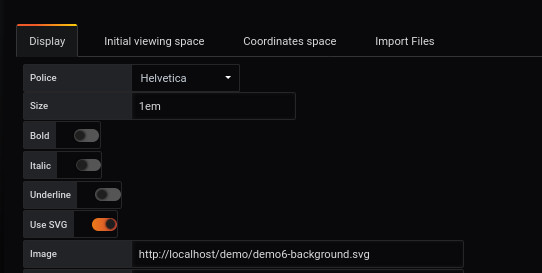 Display Initial viewing space Coordinates space Import Files
Police Helvetica
Size 1em
Bold
Italic
Underline
Use SVG
Image http://localhost/demo/demo6-background.svg